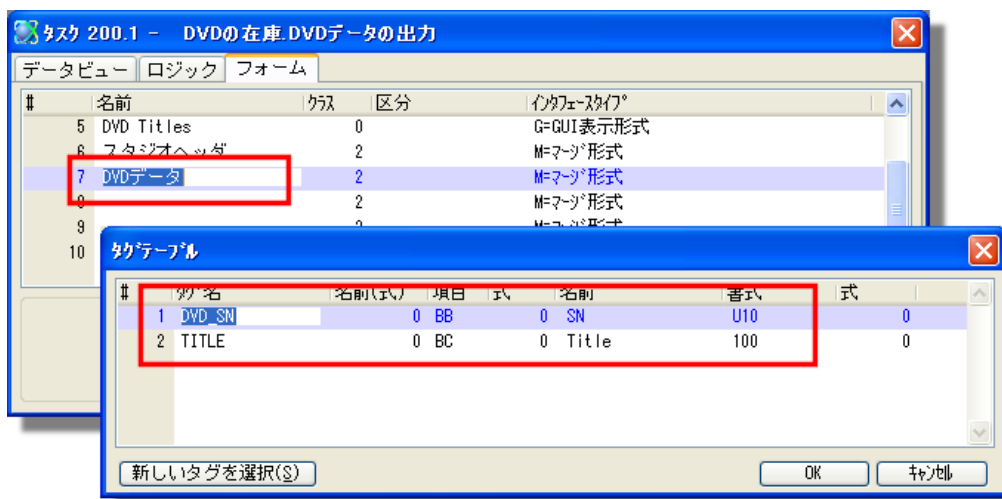 タスク 200.1 - DVDの在庫.DVDデータの出力
データビュー ロジック フォーム
# 名前 クラス 区分 インタフェースタイプ
5 DVD Titles 0 G=GUI表示形式
6 スタジオヘッダ 2 M=マージ形式
7 DVDデータ 2 M=マージ形式
8 2 M=マージ形式
9 2 M=マージ形式
10
タグテーブル
# タグ名 名前(式) 項目 式 名前 書式 式
1 DVD_SN 0 BB 0 SN U10 0
2 TITLE 0 BC 0 Title 100 0
新しいタグを選択(S) OK キャンセル